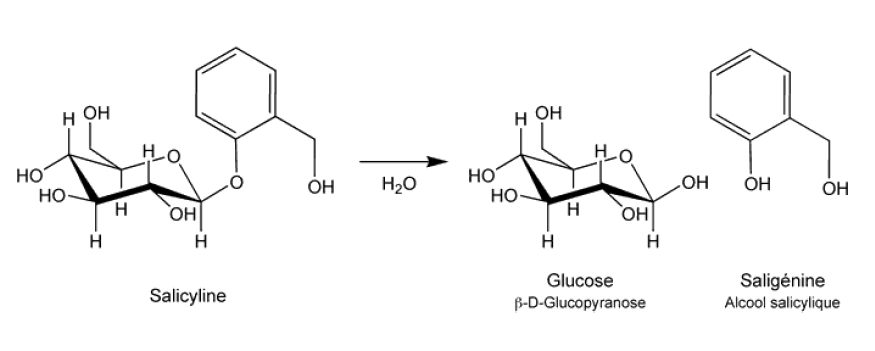 OH
H
H
O
HO
HO
O
OH
H
OH
H
H
H₂O
OH
H
H
O
HO
OH
HO
H
OH
H
H
OH
OH
Salicyline
Glucose
β-D-Glucopyranose
Saligénine
Alcool salicylique